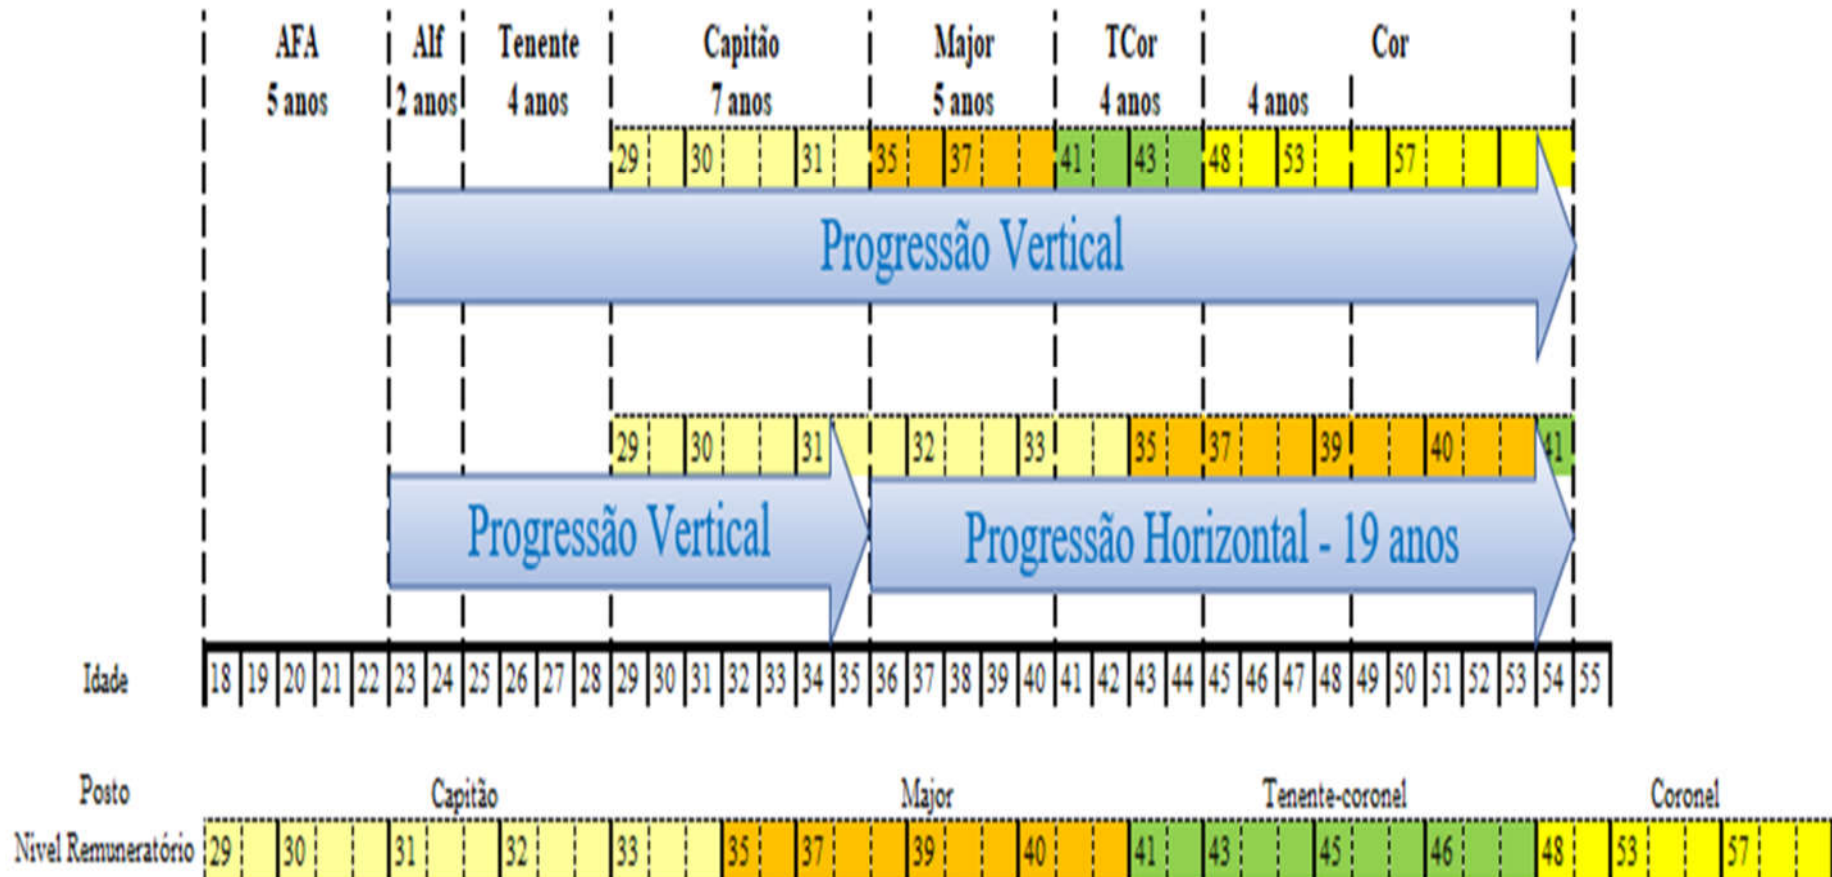 AFA Alf Tenente Capitão Major TCor Cor
5 anos 2 anos 4 anos 7 anos 5 anos 4 anos 4 anos
29 30 31 35 37 41 43 48 53 57
Progressão Vertical
29 30 31 32 33 35 37 39 40 41
Progressão Vertical Progressão Horizontal - 19 anos
Idade 18 19 20 21 22 23 24 25 26 27 28 29 30 31 32 33 34 35 36 37 38 39 40 41 42 43 44 45 46 47 48 49 50 51 52 53 54 55
Posto Capitão Major Tenente-coronel Coronel
Nivel Remuneratório 29 30 31 32 33 35 37 39 40 41 43 45 46 48 53 57